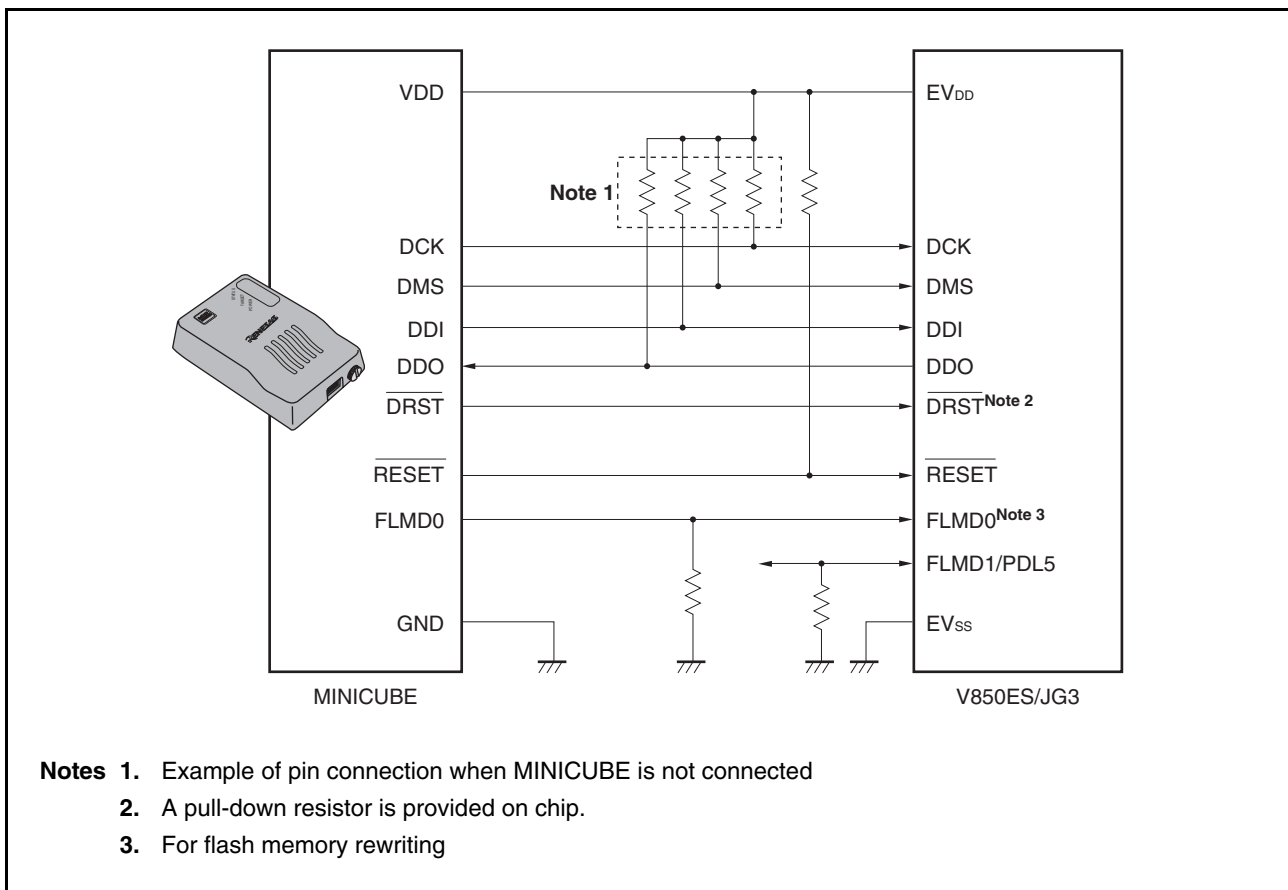 VDD
EVDD
Note 1
DCK
DCK
DMS
DMS
DDI
DDI
DDO
DDO
DRST
DRSTNote 2
RESET
RESET
FLMD0
FLMD0Note 3
FLMD1/PDL5
GND
EVSS
MINICUBE
V850ES/JG3
RENESAS
Notes 1. Example of pin connection when MINICUBE is not connected
2. A pull-down resistor is provided on chip.
3. For flash memory rewriting